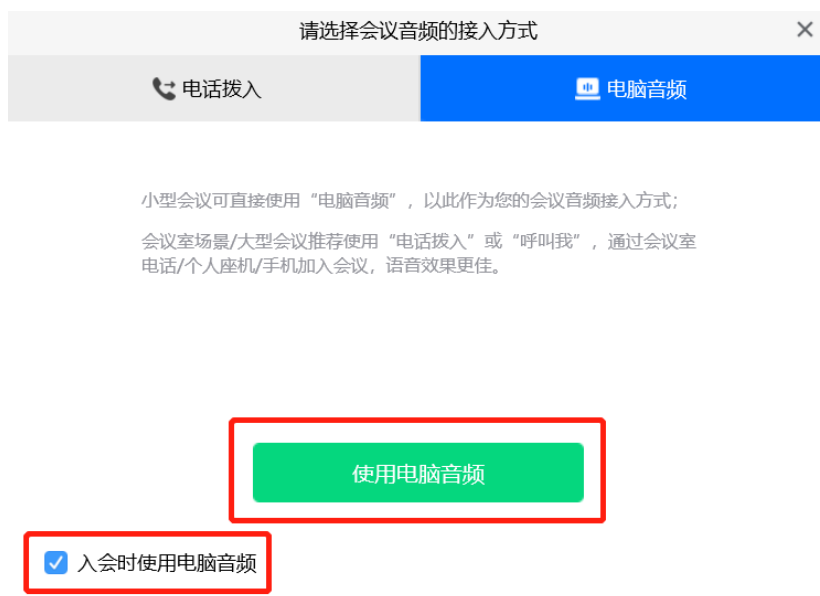 请选择会议音频的接入方式
电话拨入
电脑音频
小型会议可直接使用“电脑音频”，以此作为您的会议音频接入方式；
会议室场景/大型会议推荐使用“电话拨入”或“呼叫我”，通过会议室
电话/个人座机/手机加入会议，语音效果更佳。
使用电脑音频
入会时使用电脑音频